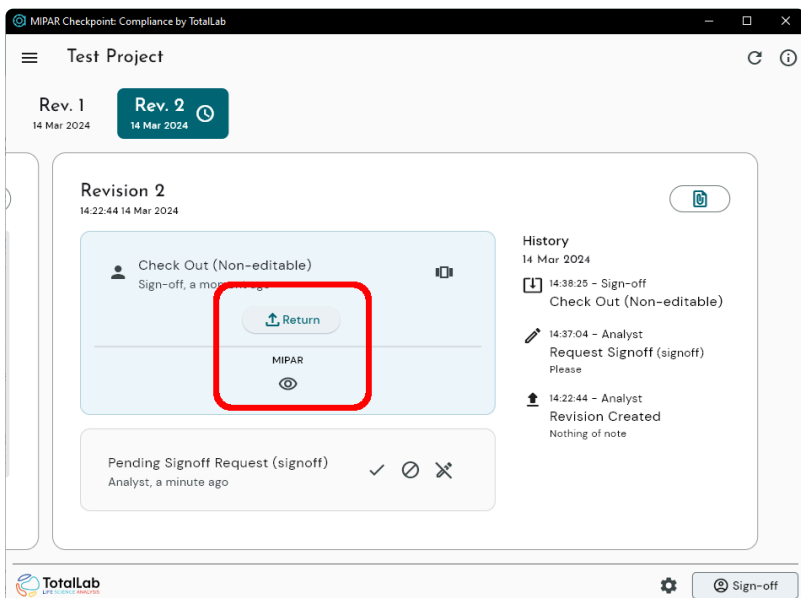 MIPAR Checkpoint: Compliance by TotalLab
Test Project
Rev. 1
14 Mar 2024
Rev. 2
14 Mar 2024
Revision 2
14:22:44 14 Mar 2024
Check Out (Non-editable)
Sign-off, a moment ago
Return
MIPAR
Pending Signoff Request (signoff)
Analyst, a minute ago
History
14 Mar 2024
14:38:25 - Sign-off
Check Out (Non-editable)
14:37:04 - Analyst
Request Signoff (signoff)
Please
14:22:44 - Analyst
Revision Created
Nothing of note
TotalLab
LIFE SCIENCE ANALYSIS
Sign-off